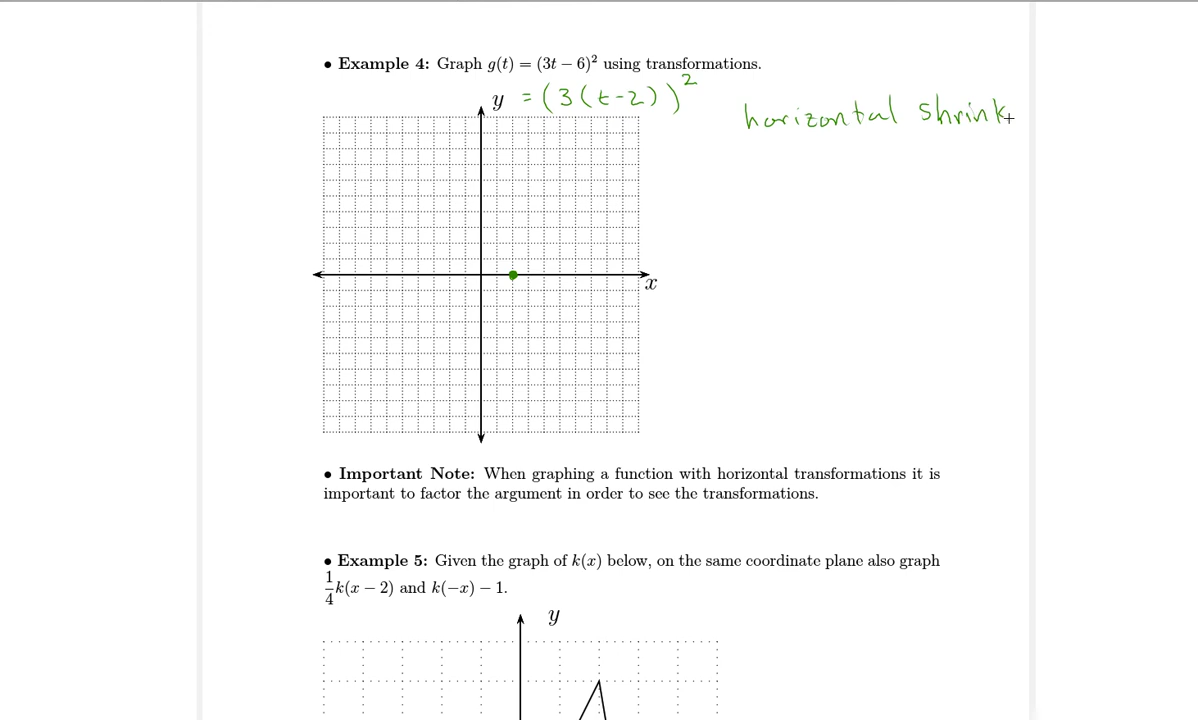 • Example 4: Graph g(t) = (3t − 6)² using transformations.
y = (3(t-2))² horizontal shrink
x
• Important Note: When graphing a function with horizontal transformations it is
important to factor the argument in order to see the transformations.
• Example 5: Given the graph of k(x) below, on the same coordinate plane also graph
1/4 k(x − 2) and k(−x) − 1.
y